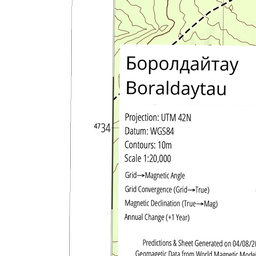 Боролдайтау
Boraldaytau
4734
Projection: UTM 42N
Datum: WGS84
Contours: 10m
Scale 1:20,000
Grid→Magnetic Angle
Grid Convergence (Grid→True)
Magnetic Declination (True→Mag)
Annual Change (+1 Year)
Predictions & Sheet Generated on 04/08/2
Geomagnetic Data from World Magnetic Model